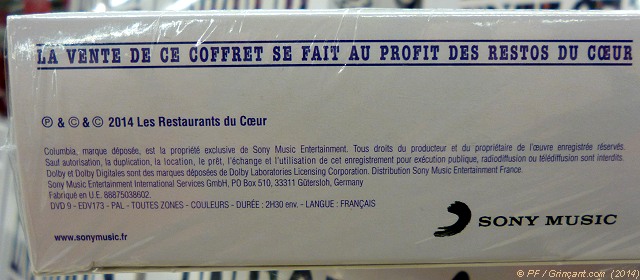 LA VENTE DE CE COFFRET SE FAIT AU PROFIT DES RESTOS DU CŒUR
Ⓟ & Ⓒ & Ⓒ 2014 Les Restaurants du Cœur
Columbia, marque déposée, est la propriété exclusive de Sony Music Entertainment. Tous droits du producteur et du propriétaire de l'œuvre enregistrée réservés.
Sauf autorisation, la duplication, la location, le prêt, l'échange et l'utilisation de cet enregistrement pour exécution publique, radiodiffusion ou télédiffusion sont interdits.
Dolby et Dolby Digitales sont des marques déposées de Dolby Laboratories Licensing Corporation. Distribution Sony Music Entertainment France.
Sony Music Entertainment International Services GmbH, PO Box 510, 33311 Gütersloh, Germany
Fabriqué en U.E. 88875038602.
DVD 9 - EDV173 - PAL - TOUTES ZONES - COULEURS - DURÉE : 2H30 env. - LANGUE : FRANÇAIS
SONY MUSIC
www.sonymusic.fr
© PF / Grinçant.com (2014)